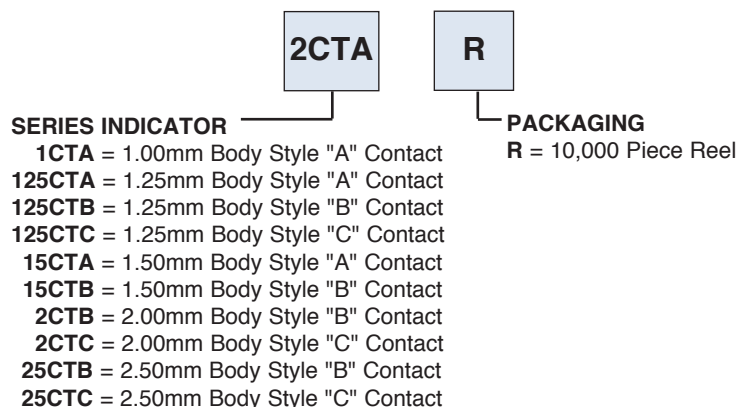 2CTA R
SERIES INDICATOR
1CTA = 1.00mm Body Style "A" Contact
125CTA = 1.25mm Body Style "A" Contact
125CTB = 1.25mm Body Style "B" Contact
125CTC = 1.25mm Body Style "C" Contact
15CTA = 1.50mm Body Style "A" Contact
15CTB = 1.50mm Body Style "B" Contact
2CTB = 2.00mm Body Style "B" Contact
2CTC = 2.00mm Body Style "C" Contact
25CTB = 2.50mm Body Style "B" Contact
25CTC = 2.50mm Body Style "C" Contact
PACKAGING
R = 10,000 Piece Reel